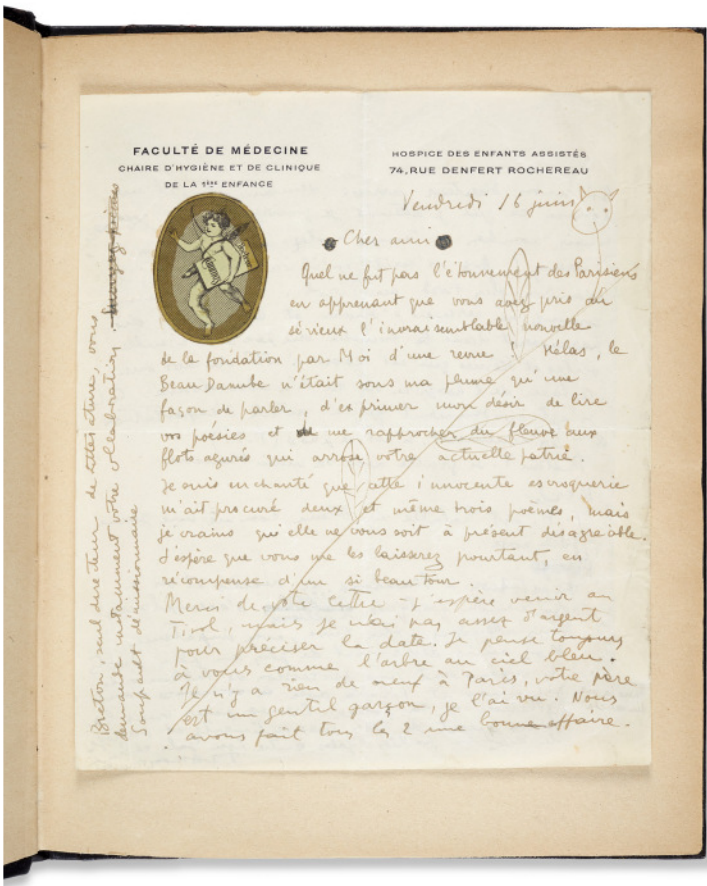 FACULTÉ DE MÉDECINE
CHAIRE D'HYGIÈNE ET DE CLINIQUE
DE LA 1ÈRE ENFANCE
HOSPICE DES ENFANTS ASSISTÉS
74, RUE DENFERT ROCHEREAU
Vendredi 16 juin
Cher ami
Quel ne fut pas l'étonnement des Parisiens
en apprenant que vous avez pris au
sérieux l'invraisemblable nouvelle
de la fondation par Moi d'une revue ! Hélas, le
Beau Danube n'était sous ma plume qu'une
façon de parler, d'exprimer mon désir de lire
vos poésies et me rapprocher du fleuve aux
flots azurés qui arrose votre actuelle patrie.
Je suis enchanté que cette innocente escroquerie
m'ait procuré deux et même trois poèmes, mais
je crains qu'elle ne vous soit à présent désagréable.
J'espère que vous me les laisserez pourtant, en
récompense d'un si beau tour.
Merci de votre lettre - j'espère venir au
Tirol, mais je n'ai pas assez d'argent
pour préciser la date. Je pense toujours
à vous comme l'arbre au ciel bleu.
Il n'y a rien de neuf à Paris, votre père
est un gentil garçon, je l'ai vu. Nous
avons fait tous les 2 une bonne affaire.
Breton, seul directeur de Littérature, vous
demande instamment votre collaboration. Envoyez poèmes
Soupault démissionnaire